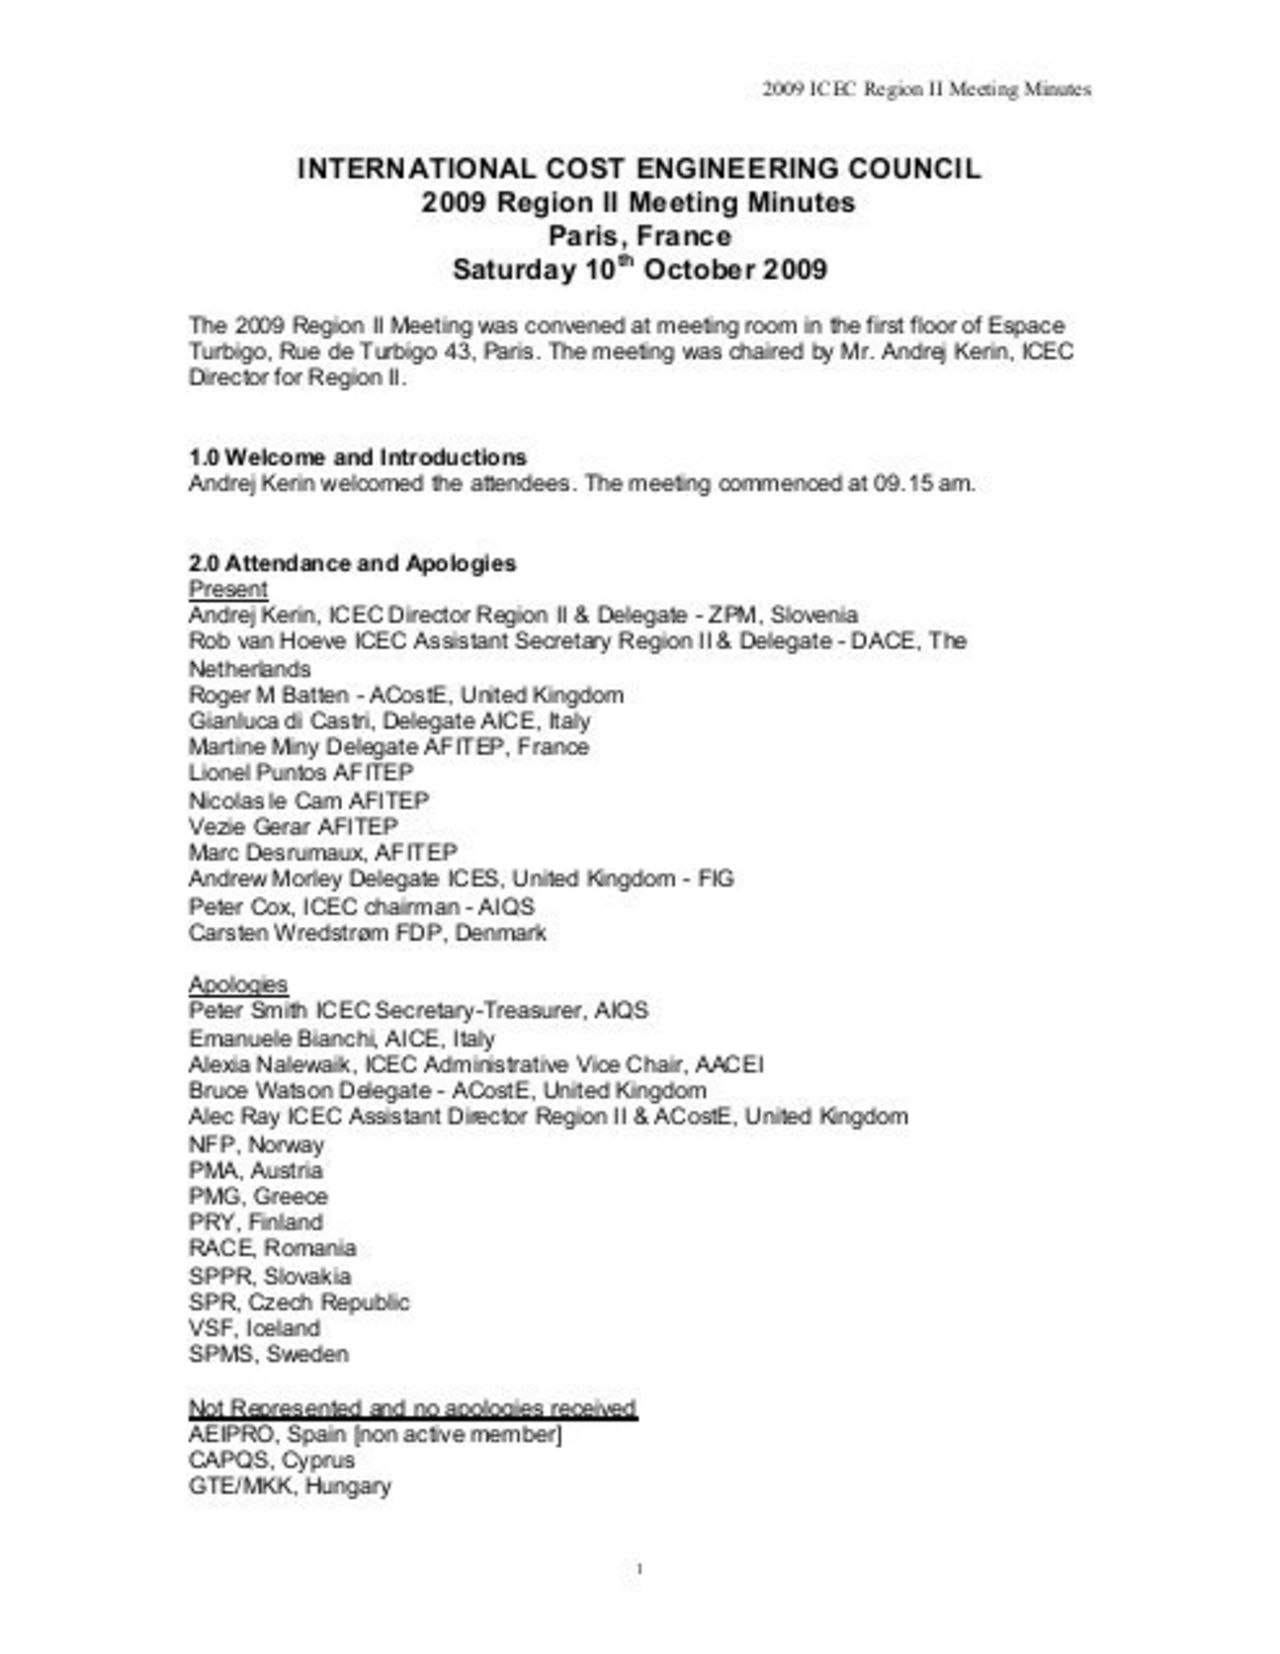 2009 ICEC Region II Meeting Minutes
INTERNATIONAL COST ENGINEERING COUNCIL
2009 Region II Meeting Minutes
Paris, France
Saturday 10th October 2009
The 2009 Region II Meeting was convened at meeting room in the first floor of Espace
Turbigo, Rue de Turbigo 43, Paris. The meeting was chaired by Mr. Andrej Kerin, ICEC
Director for Region II.
1.0 Welcome and Introductions
Andrej Kerin welcomed the attendees. The meeting commenced at 09.15 am.
2.0 Attendance and Apologies
Present
Andrej Kerin, ICEC Director Region II & Delegate - ZPM, Slovenia
Rob van Hoeve ICEC Assistant Secretary Region II & Delegate - DACE, The
Netherlands
Roger M Batten - ACostE, United Kingdom
Gianluca di Castri, Delegate AICE, Italy
Martine Miny Delegate AFITEP, France
Lionel Puntos AFITEP
Nicolas le Cam AFITEP
Vezie Gerar AFITEP
Marc Desrumaux, AFITEP
Andrew Morley Delegate ICES, United Kingdom - FIG
Peter Cox, ICEC chairman - AIQS
Carsten Wredstrøm FDP, Denmark
Apologies
Peter Smith ICEC Secretary-Treasurer, AIQS
Emanuele Bianchi, AICE, Italy
Alexia Nalewaik, ICEC Administrative Vice Chair, AACEI
Bruce Watson Delegate - ACostE, United Kingdom
Alec Ray ICEC Assistant Director Region II & ACostE, United Kingdom
NFP, Norway
PMA, Austria
PMG, Greece
PRY, Finland
RACE, Romania
SPPR, Slovakia
SPR, Czech Republic
VSF, Iceland
SPMS, Sweden
Not Represented and no apologies received
AEIPRO, Spain [non active member]
CAPQS, Cyprus
GTE/MKK, Hungary
1